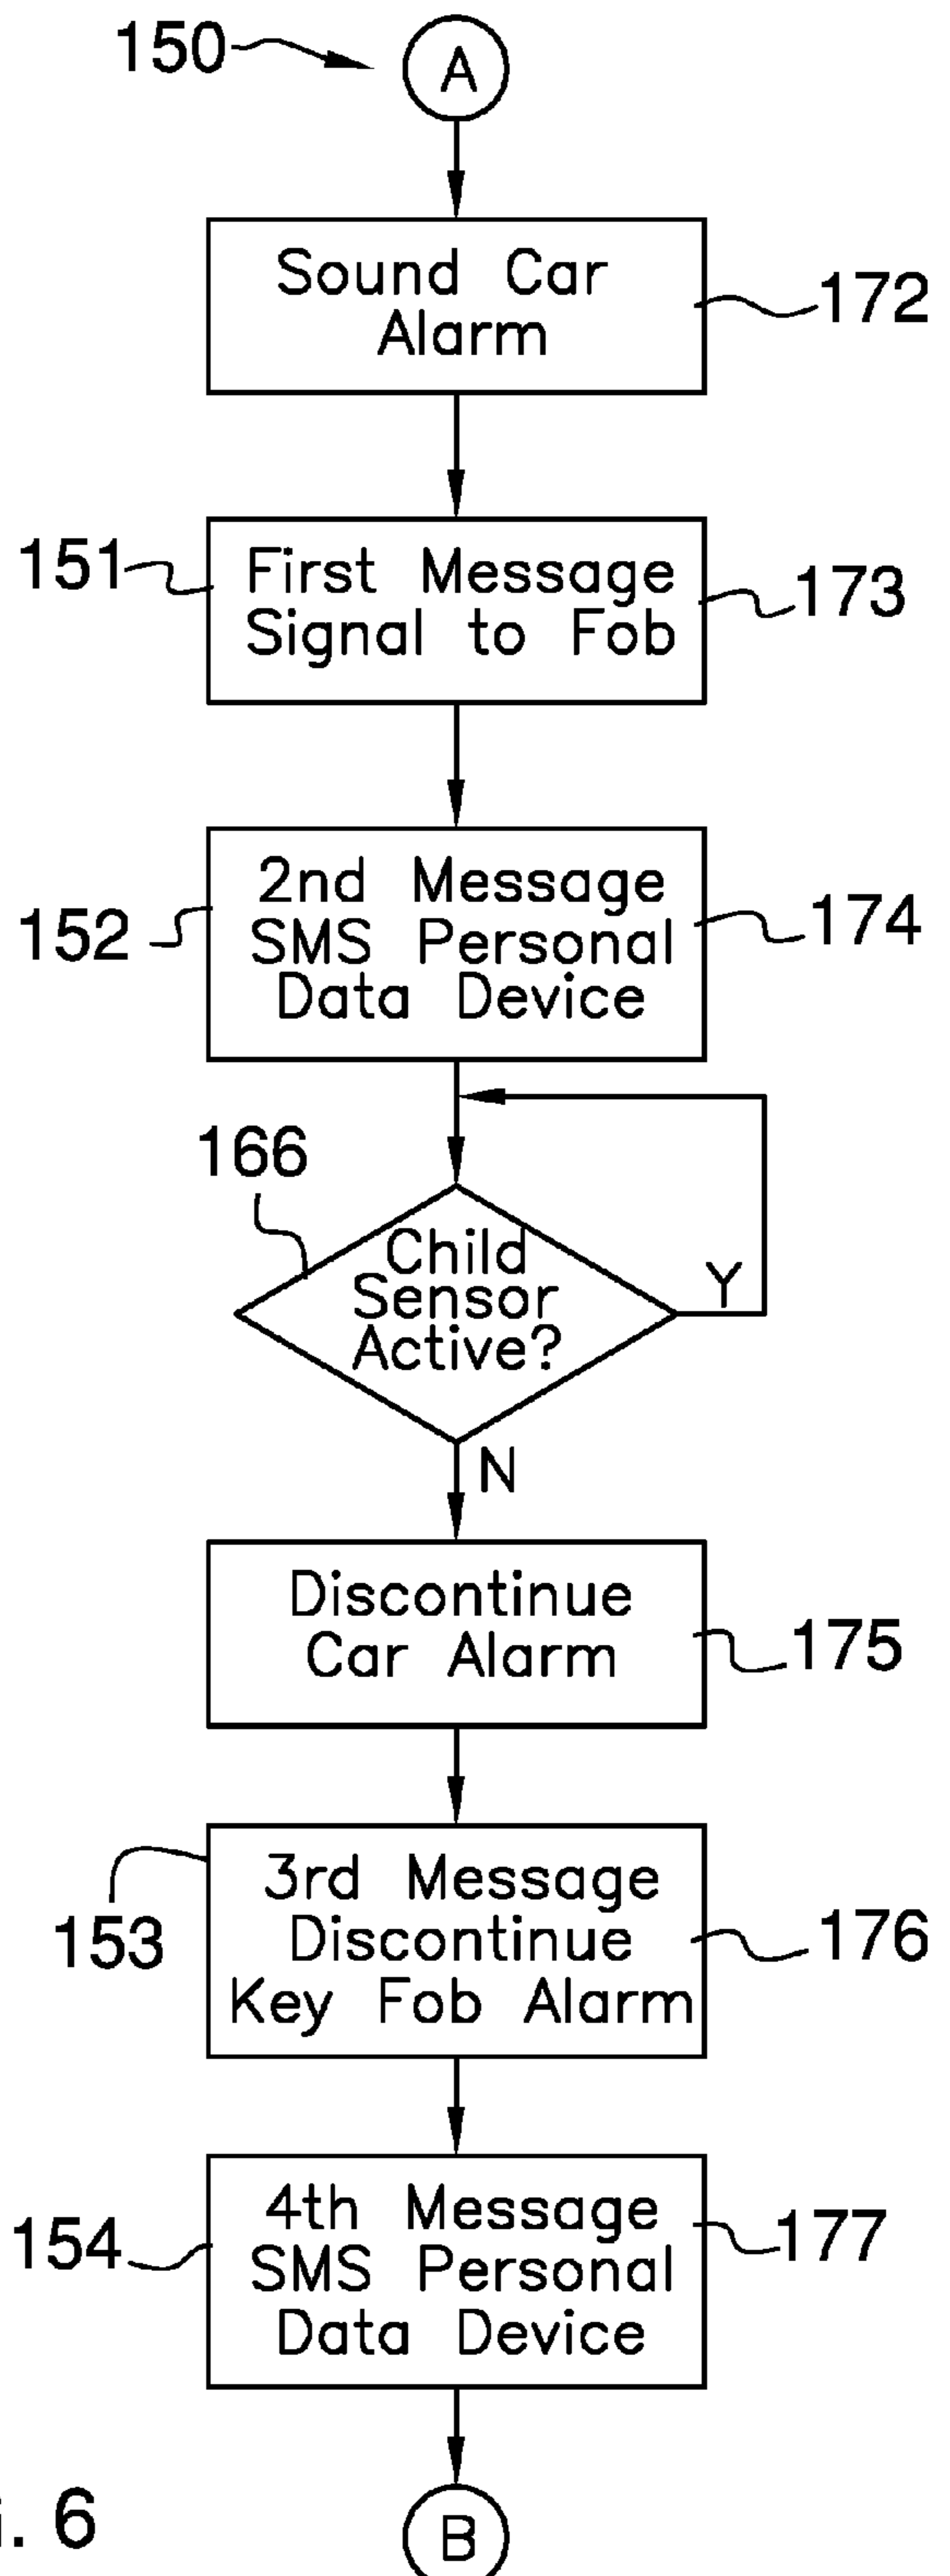 150
A
Sound Car
Alarm
172
151
First Message
Signal to Fob
173
152
2nd Message
SMS Personal
Data Device
174
166
Child
Sensor
Active?
Y
N
Discontinue
Car Alarm
175
153
3rd Message
Discontinue
Key Fob Alarm
176
154
4th Message
SMS Personal
Data Device
177
. 6
B